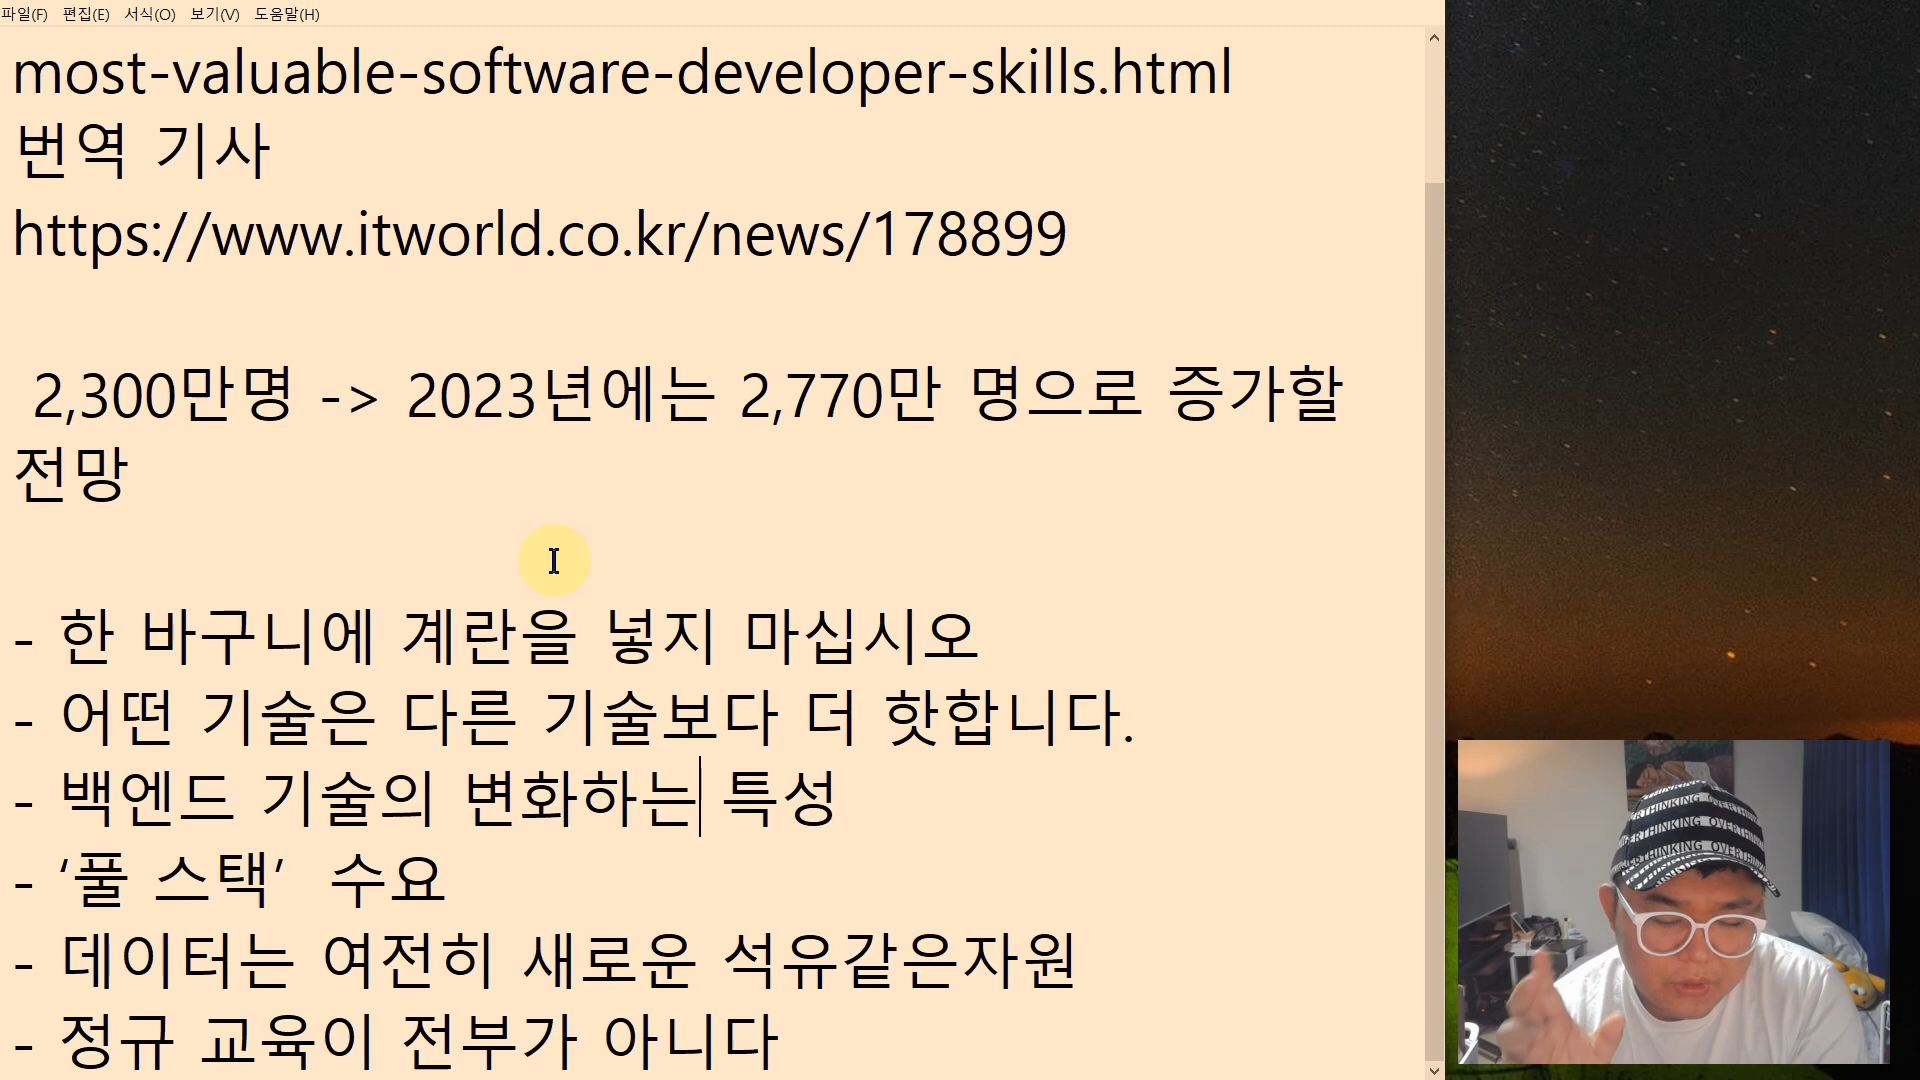 파일(F) 편집(E) 서식(O) 보기(V) 도움말(H)
most-valuable-software-developer-skills.html
번역 기사
https://www.itworld.co.kr/news/178899
2,300만명 -> 2023년에는 2,770만 명으로 증가할
전망
- 한 바구니에 계란을 넣지 마십시오
- 어떤 기술은 다른 기술보다 더 핫합니다.
- 백엔드 기술의 변화하는 특성
- ‘풀 스택’ 수요
- 데이터는 여전히 새로운 석유같은자원
- 정규 교육이 전부가 아니다
OVERTHINKING OVERTHINKING